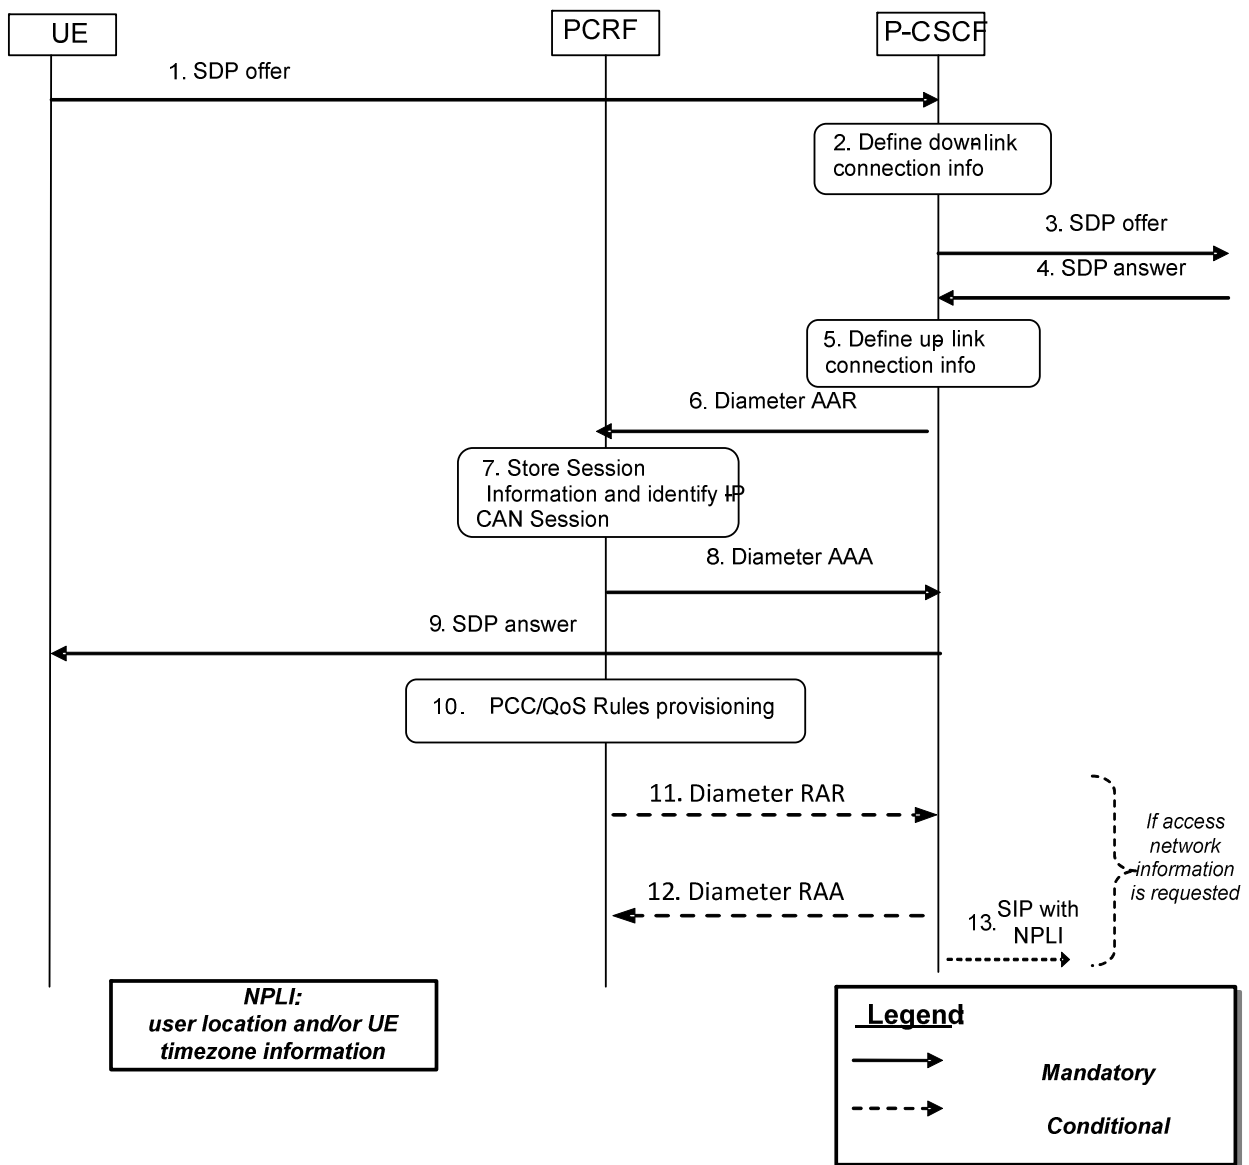 UE
PCRF
P-CSCF
1. SDP offer
2. Define down-link
connection info
3. SDP offer
4. SDP answer
5. Define up-link
connection info
6. Diameter AAR
7. Store Session
Information and identify IP-
CAN Session
8. Diameter AAA
9. SDP answer
10. PCC/QoS Rules provisioning
11. Diameter RAR
If access
network
information
is requested
12. Diameter RAA
13. SIP with
NPLI
NPLI:
user location and/or UE
timezone information
Legend:
Mandatory
Conditional